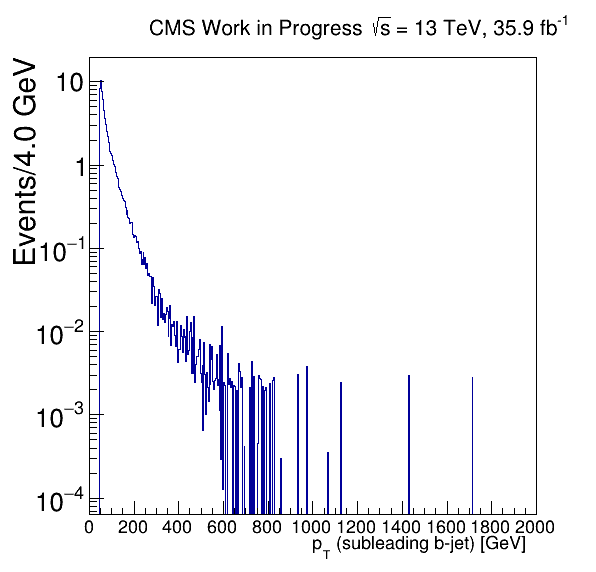 CMS Work in Progress √s = 13 TeV, 35.9 fb⁻¹
Events/4.0 GeV
10
1
10⁻¹
10⁻²
10⁻³
10⁻⁴
0 200 400 600 800 1000 1200 1400 1600 1800 2000
p_T (subleading b-jet) [GeV]